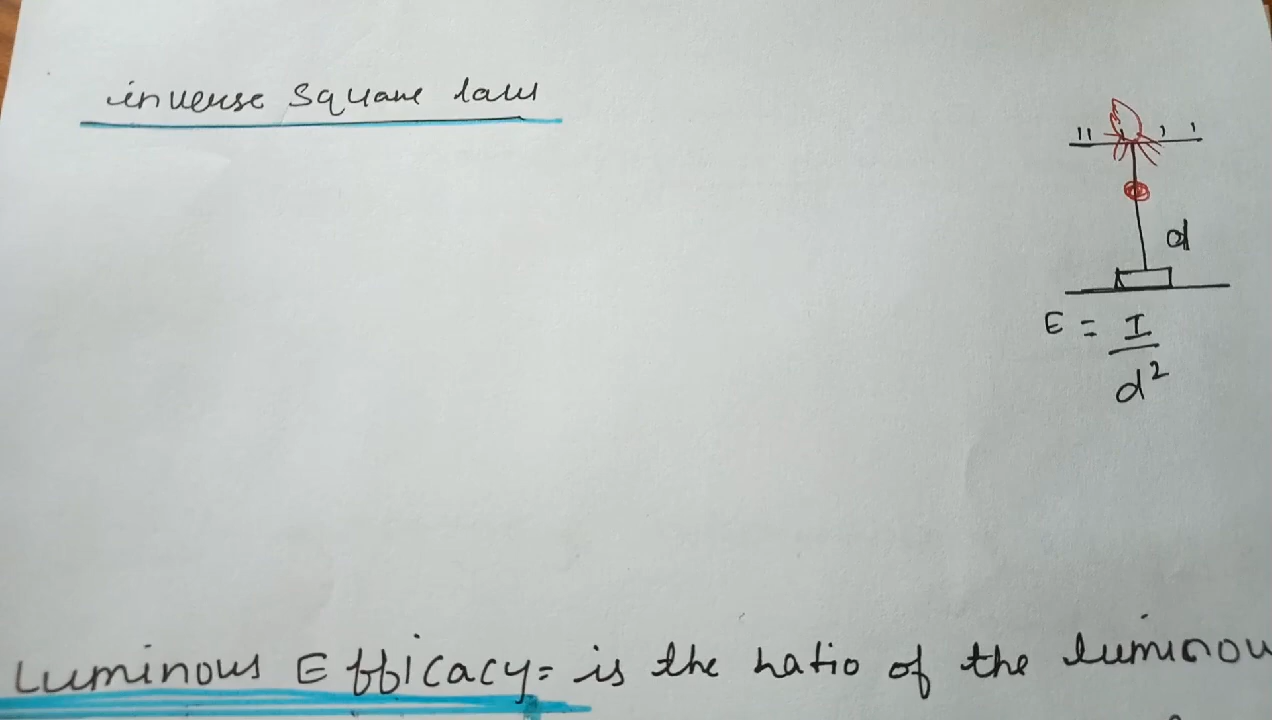 inverse square law
d
E = I
d²
Luminous Efficacy = is the ratio of the luminou